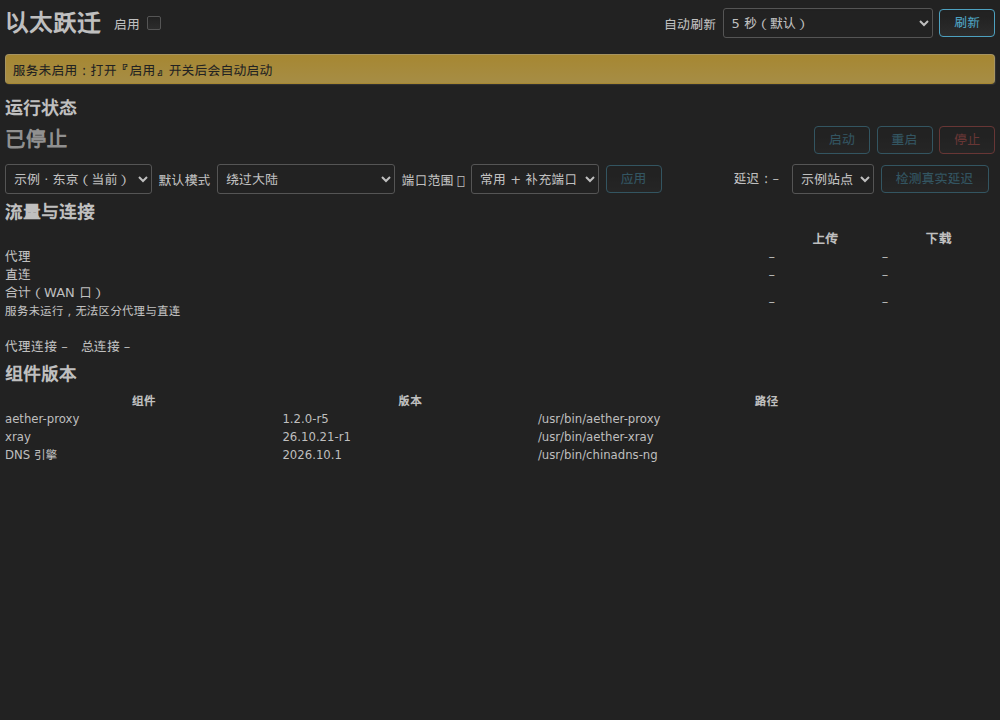 以太跃迁 启用 自动刷新 5 秒（默认） 刷新
服务未启用：打开『启用』开关后会自动启动
运行状态
已停止 启动 重启 停止
示例 · 东京（当前） 默认模式 绕过大陆 端口范围 常用 + 补充端口 应用 延迟：– 示例站点 检测真实延迟
流量与连接
上传 下载
代理 – –
直连 – –
合计（WAN 口） – –
服务未运行，无法区分代理与直连
代理连接 – 总连接 –
组件版本
组件 版本 路径
aether-proxy 1.2.0-r5 /usr/bin/aether-proxy
xray 26.10.21-r1 /usr/bin/aether-xray
DNS 引擎 2026.10.1 /usr/bin/chinadns-ng